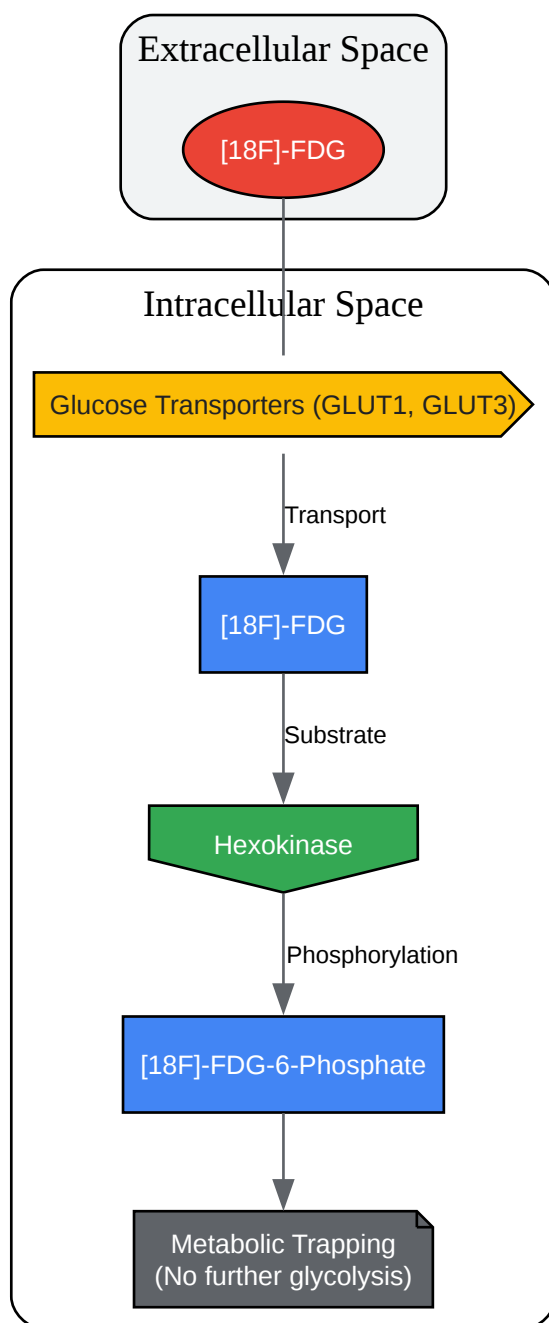 Extracellular Space
[18F]-FDG
Intracellular Space
Glucose Transporters (GLUT1, GLUT3)
Transport
[18F]-FDG
Substrate
Hexokinase
Phosphorylation
[18F]-FDG-6-Phosphate
Metabolic Trapping
(No further glycolysis)